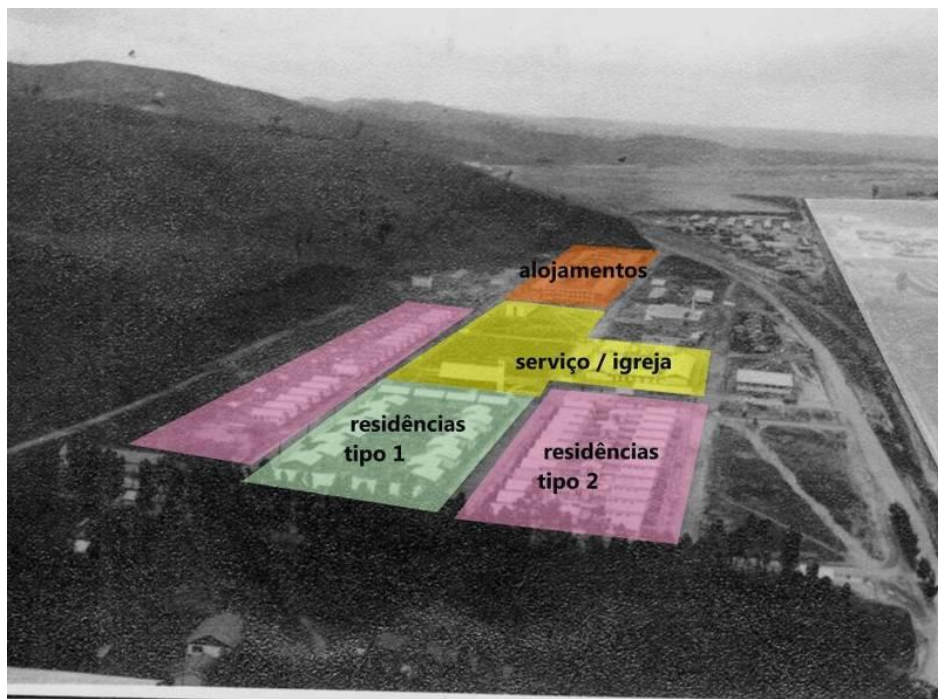 alojamentos
serviço / igreja
residências
tipo 1
residências
tipo 2